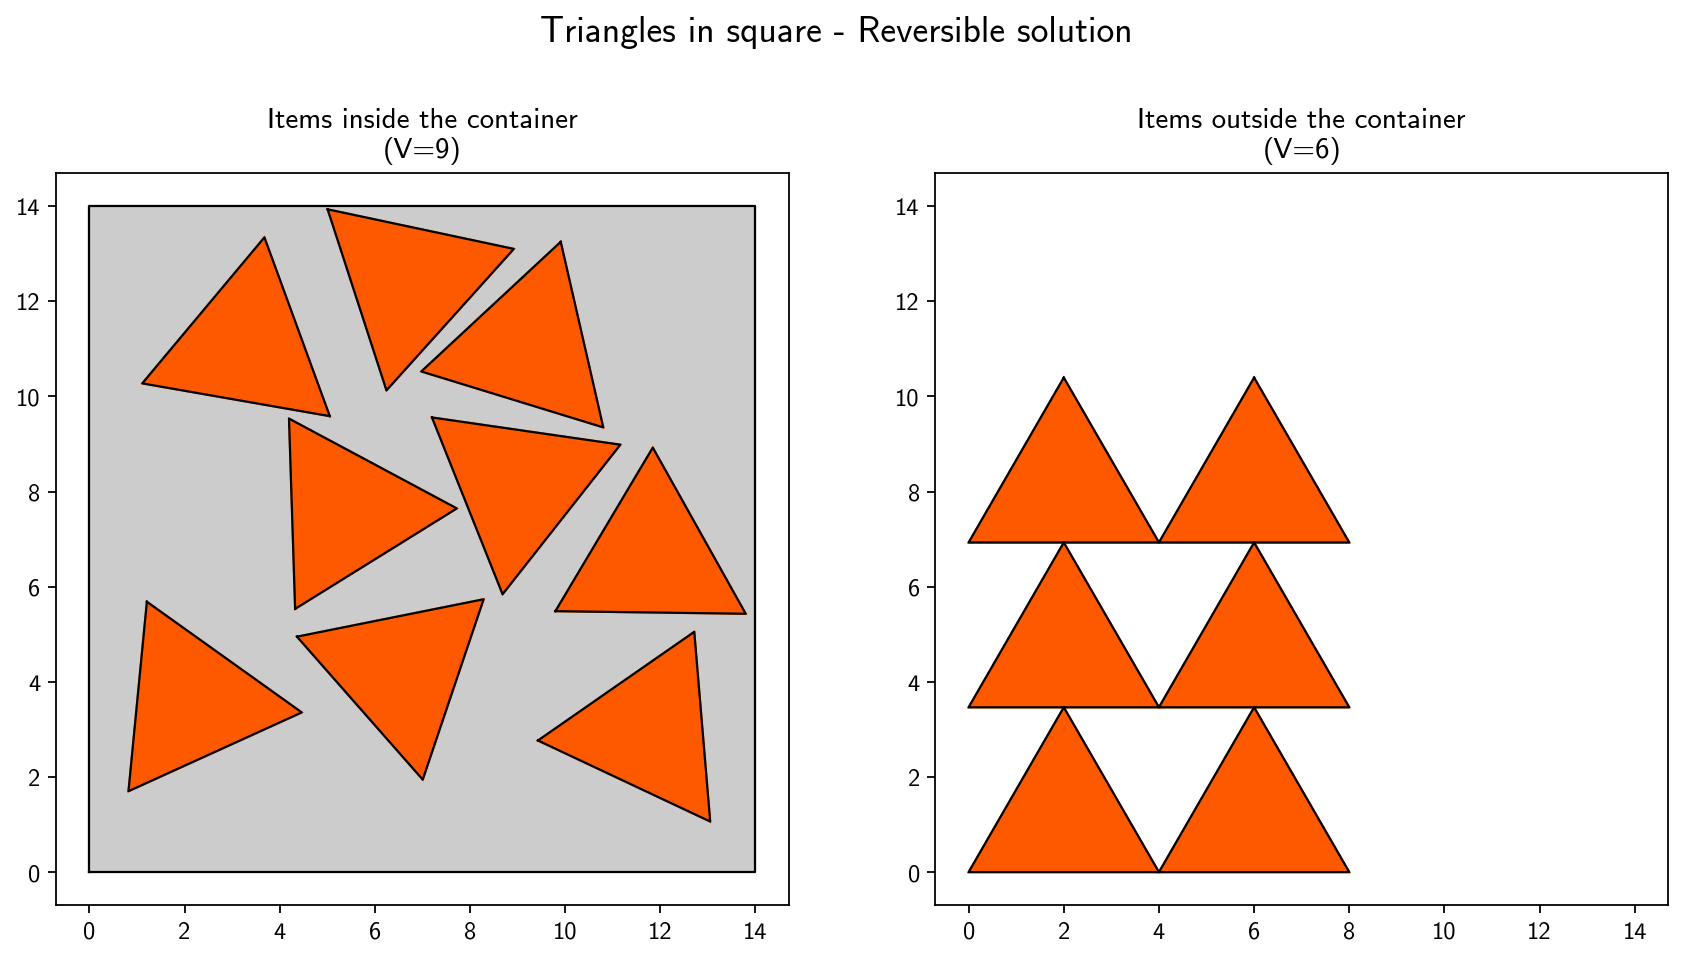 Triangles in square - Reversible solution
Items inside the container
(V=9)
14
12
10
8
6
4
2
0
0 2 4 6 8 10 12 14
Items outside the container
(V=6)
14
12
10
8
6
4
2
0
0 2 4 6 8 10 12 14